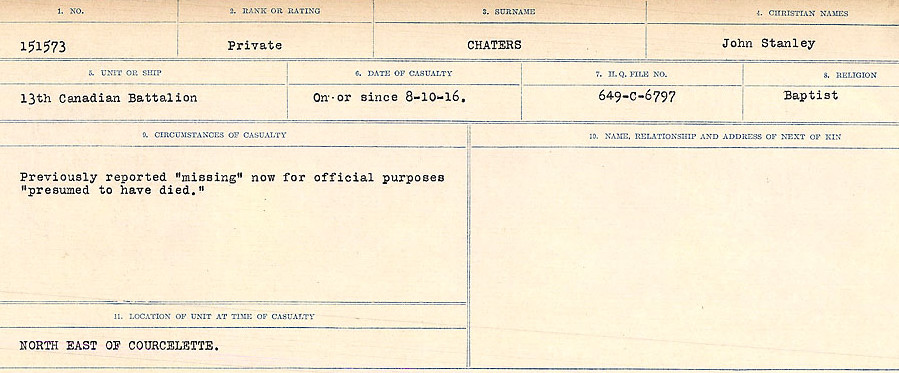 1. NO.
2. RANK OR RATING
3. SURNAME
4. CHRISTIAN NAMES
151573
Private
CHATERS
John Stanley
5. UNIT OR SHIP
6. DATE OF CASUALTY
7. H.Q. FILE NO.
8. RELIGION
13th Canadian Battalion
On or since 8-10-16.
649-C-6797
Baptist
9. CIRCUMSTANCES OF CASUALTY
10. NAME, RELATIONSHIP AND ADDRESS OF NEXT OF KIN
Previously reported "missing" now for official purposes
"presumed to have died."
11. LOCATION OF UNIT AT TIME OF CASUALTY
NORTH EAST OF COURCELETTE.